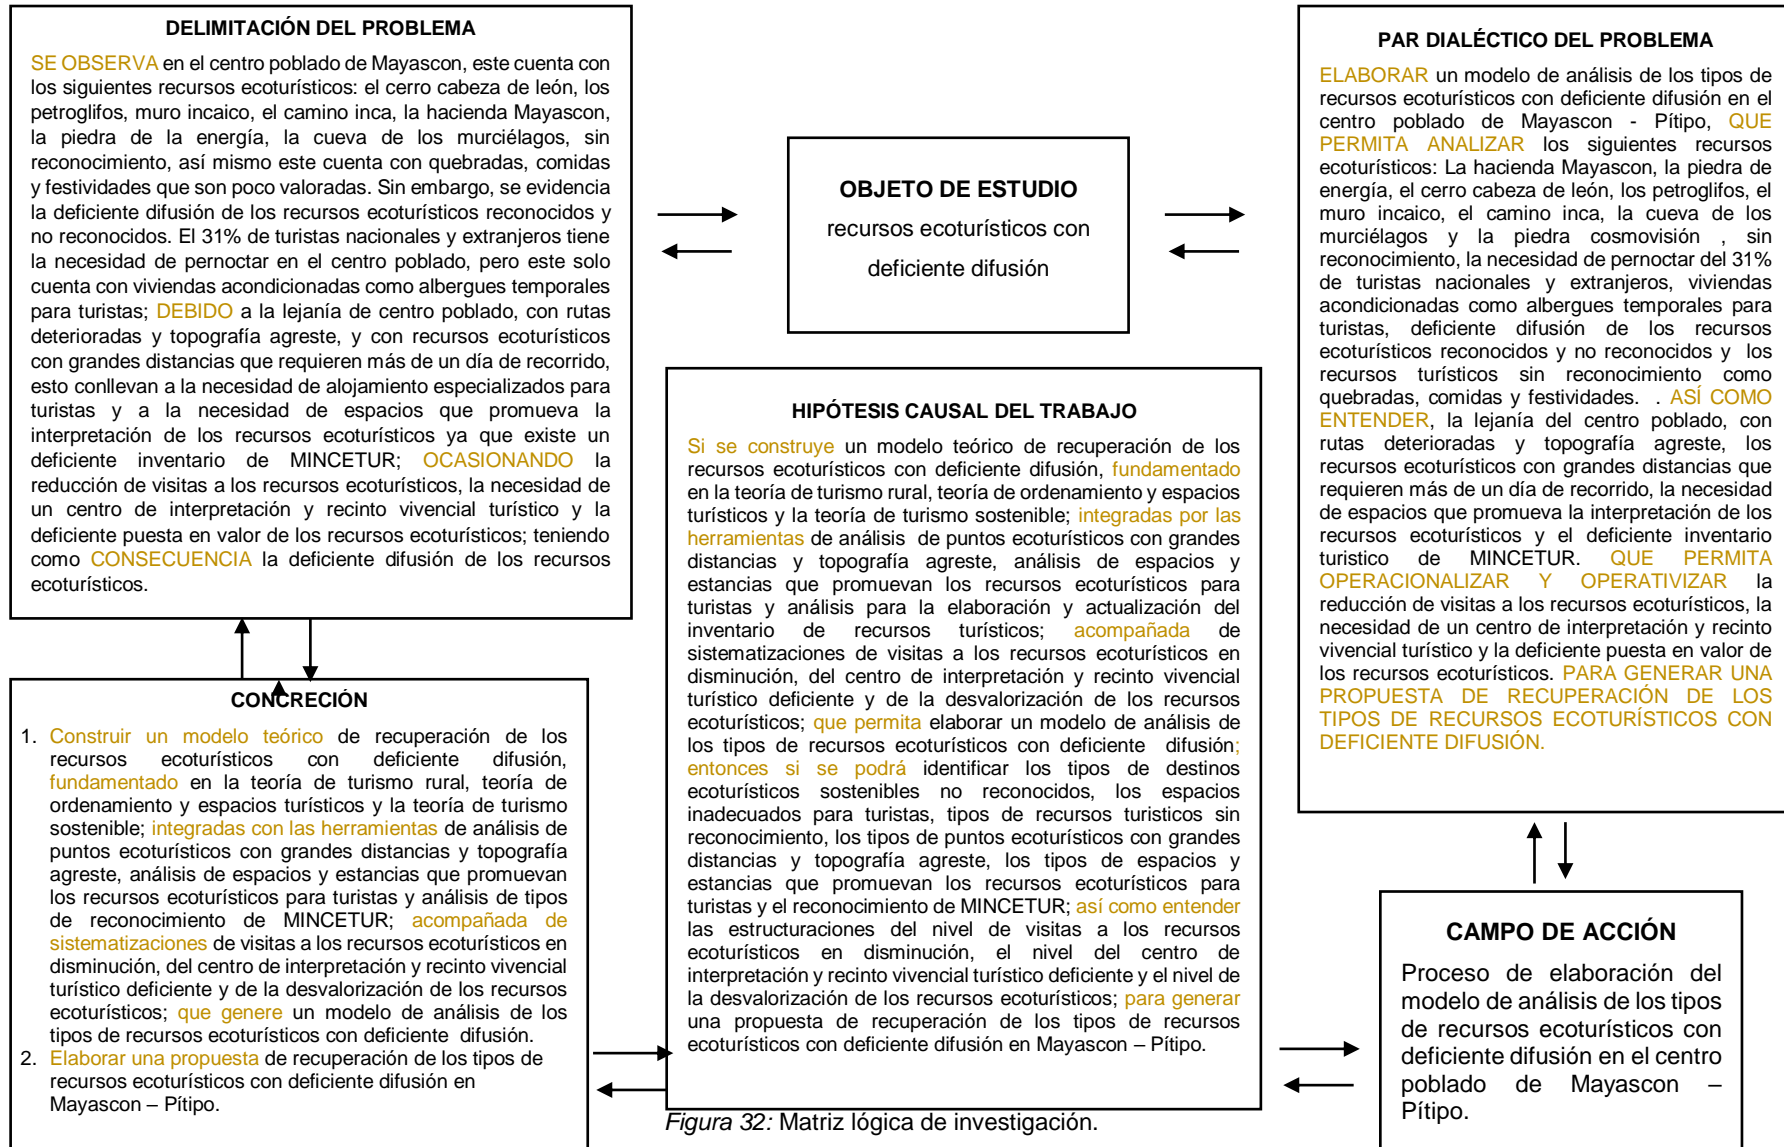 DELIMITACIÓN DEL PROBLEMA
SE OBSERVA en el centro poblado de Mayascon, este cuenta con
los siguientes recursos ecoturísticos: el cerro cabeza de león, los
petroglifos, muro incaico, el camino inca, la hacienda Mayascon,
la piedra de la energía, la cueva de los murciélagos, sin
reconocimiento, así mismo este cuenta con quebradas, comidas
y festividades que son poco valoradas. Sin embargo, se evidencia
la deficiente difusión de los recursos ecoturísticos reconocidos y
no reconocidos. El 31% de turistas nacionales y extranjeros tiene
la necesidad de pernoctar en el centro poblado, pero este solo
cuenta con viviendas acondicionadas como albergues temporales
para turistas; DEBIDO a la lejanía de centro poblado, con rutas
deterioradas y topografía agreste, y con recursos ecoturísticos
con grandes distancias que requieren más de un día de recorrido,
esto conllevan a la necesidad de alojamiento especializados para
turistas y a la necesidad de espacios que promueva la
interpretación de los recursos ecoturísticos ya que existe un
deficiente inventario de MINCETUR; OCASIONANDO la
reducción de visitas a los recursos ecoturísticos, la necesidad de
un centro de interpretación y recinto vivencial turístico y la
deficiente puesta en valor de los recursos ecoturísticos; teniendo
como CONSECUENCIA la deficiente difusión de los recursos
ecoturísticos.
OBJETO DE ESTUDIO
recursos ecoturísticos con
deficiente difusión
PAR DIALÉCTICO DEL PROBLEMA
ELABORAR un modelo de análisis de los tipos de
recursos ecoturísticos con deficiente difusión en el
centro poblado de Mayascon - Pítipo, QUE
PERMITA ANALIZAR los siguientes recursos
ecoturísticos: La hacienda Mayascon, la piedra de
energía, el cerro cabeza de león, los petroglifos, el
muro incaico, el camino inca, la cueva de los
murciélagos y la piedra cosmovisión , sin
reconocimiento, la necesidad de pernoctar del 31%
de turistas nacionales y extranjeros, viviendas
acondicionadas como albergues temporales para
turistas, deficiente difusión de los recursos
ecoturísticos reconocidos y no reconocidos y los
recursos turísticos sin reconocimiento como
quebradas, comidas y festividades. . ASÍ COMO
ENTENDER, la lejanía del centro poblado, con
rutas deterioradas y topografía agreste, los
recursos ecoturísticos con grandes distancias que
requieren más de un día de recorrido, la necesidad
de espacios que promueva la interpretación de los
recursos ecoturísticos y el deficiente inventario
turistico de MINCETUR. QUE PERMITA
OPERACIONALIZAR Y OPERATIVIZAR la
reducción de visitas a los recursos ecoturísticos, la
necesidad de un centro de interpretación y recinto
vivencial turístico y la deficiente puesta en valor de
los recursos ecoturísticos. PARA GENERAR UNA
PROPUESTA DE RECUPERACIÓN DE LOS
TIPOS DE RECURSOS ECOTURÍSTICOS CON
DEFICIENTE DIFUSIÓN.
HIPÓTESIS CAUSAL DEL TRABAJO
Si se construye un modelo teórico de recuperación de los
recursos ecoturísticos con deficiente difusión, fundamentado
en la teoría de turismo rural, teoría de ordenamiento y espacios
turísticos y la teoría de turismo sostenible; integradas por las
herramientas de análisis de puntos ecoturísticos con grandes
distancias y topografía agreste, análisis de espacios y
estancias que promuevan los recursos ecoturísticos para
turistas y análisis para la elaboración y actualización del
inventario de recursos turísticos; acompañada de
sistematizaciones de visitas a los recursos ecoturísticos en
disminución, del centro de interpretación y recinto vivencial
turístico deficiente y de la desvalorización de los recursos
ecoturísticos; que permita elaborar un modelo de análisis de
los tipos de recursos ecoturísticos con deficiente difusión;
entonces si se podrá identificar los tipos de destinos
ecoturísticos sostenibles no reconocidos, los espacios
inadecuados para turistas, tipos de recursos turisticos sin
reconocimiento, los tipos de puntos ecoturísticos con grandes
distancias y topografía agreste, los tipos de espacios y
estancias que promuevan los recursos ecoturísticos para
turistas y el reconocimiento de MINCETUR; así como entender
las estructuraciones del nivel de visitas a los recursos
ecoturísticos en disminución, el nivel del centro de
interpretación y recinto vivencial turístico deficiente y el nivel de
la desvalorización de los recursos ecoturísticos; para generar
una propuesta de recuperación de los tipos de recursos
ecoturísticos con deficiente difusión en Mayascon – Pítipo.
CONCRECIÓN
1. Construir un modelo teórico de recuperación de los
recursos ecoturísticos con deficiente difusión,
fundamentado en la teoría de turismo rural, teoría de
ordenamiento y espacios turísticos y la teoría de turismo
sostenible; integradas con las herramientas de análisis de
puntos ecoturísticos con grandes distancias y topografía
agreste, análisis de espacios y estancias que promuevan
los recursos ecoturísticos para turistas y análisis de tipos
de reconocimiento de MINCETUR; acompañada de
sistematizaciones de visitas a los recursos ecoturísticos en
disminución, del centro de interpretación y recinto vivencial
turístico deficiente y de la desvalorización de los recursos
ecoturísticos; que genere un modelo de análisis de los
tipos de recursos ecoturísticos con deficiente difusión.
2. Elaborar una propuesta de recuperación de los tipos de
recursos ecoturísticos con deficiente difusión en
Mayascon – Pítipo.
CAMPO DE ACCIÓN
Proceso de elaboración del
modelo de análisis de los tipos
de recursos ecoturísticos con
deficiente difusión en el centro
poblado de Mayascon –
Pítipo.
Figura 32: Matriz lógica de investigación.